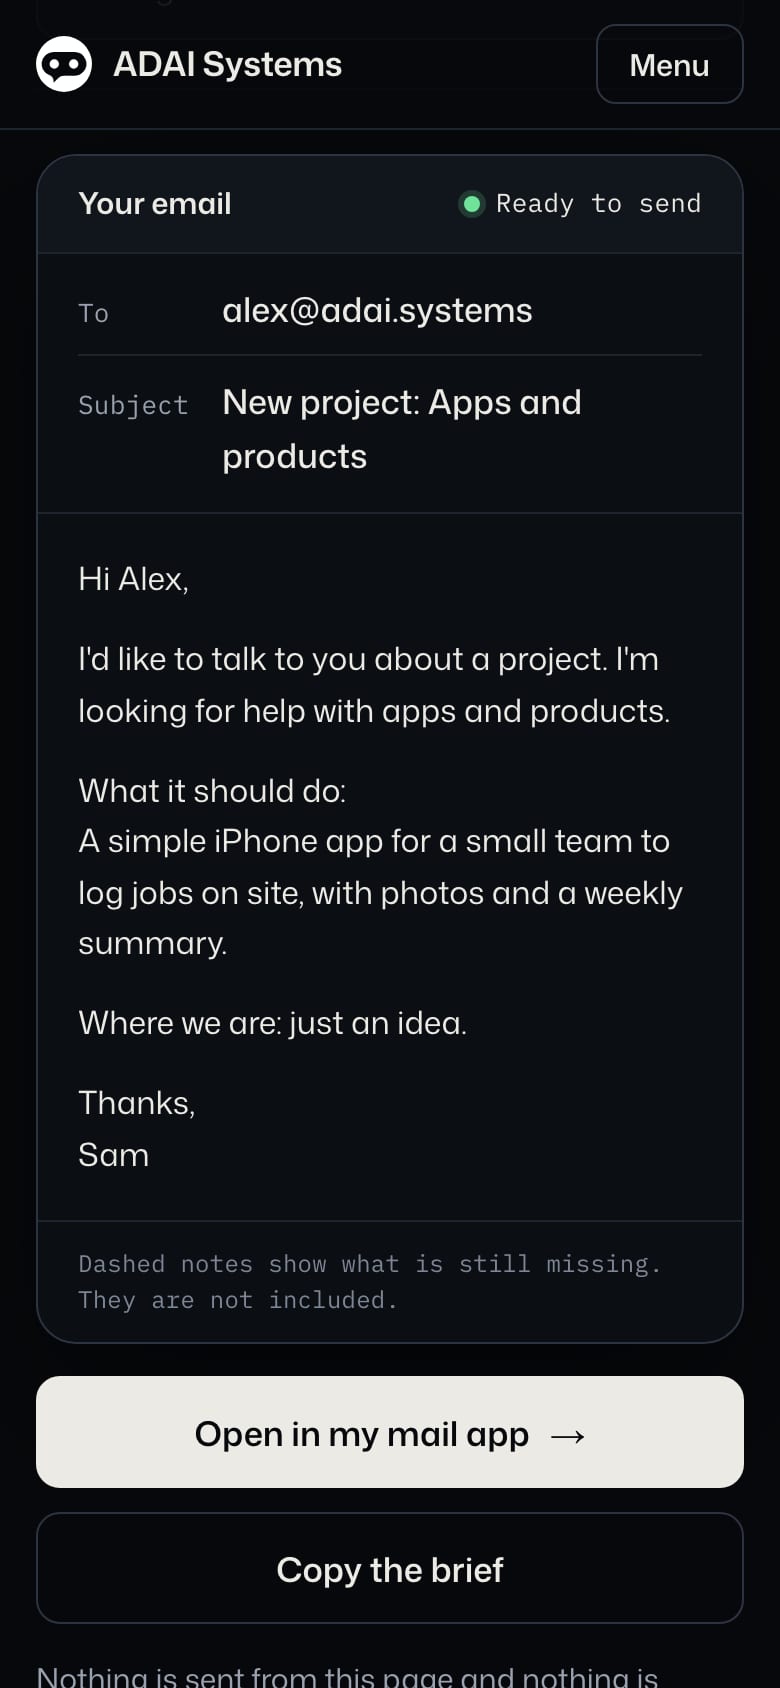 ADAI Systems
Menu
Your email
Ready to send
To
alex@adai.systems
Subject
New project: Apps and
products
Hi Alex,
I'd like to talk to you about a project. I'm
looking for help with apps and products.
What it should do:
A simple iPhone app for a small team to
log jobs on site, with photos and a weekly
summary.
Where we are: just an idea.
Thanks,
Sam
Dashed notes show what is still missing.
They are not included.
Open in my mail app →
Copy the brief
Nothing is sent from this page and nothing is